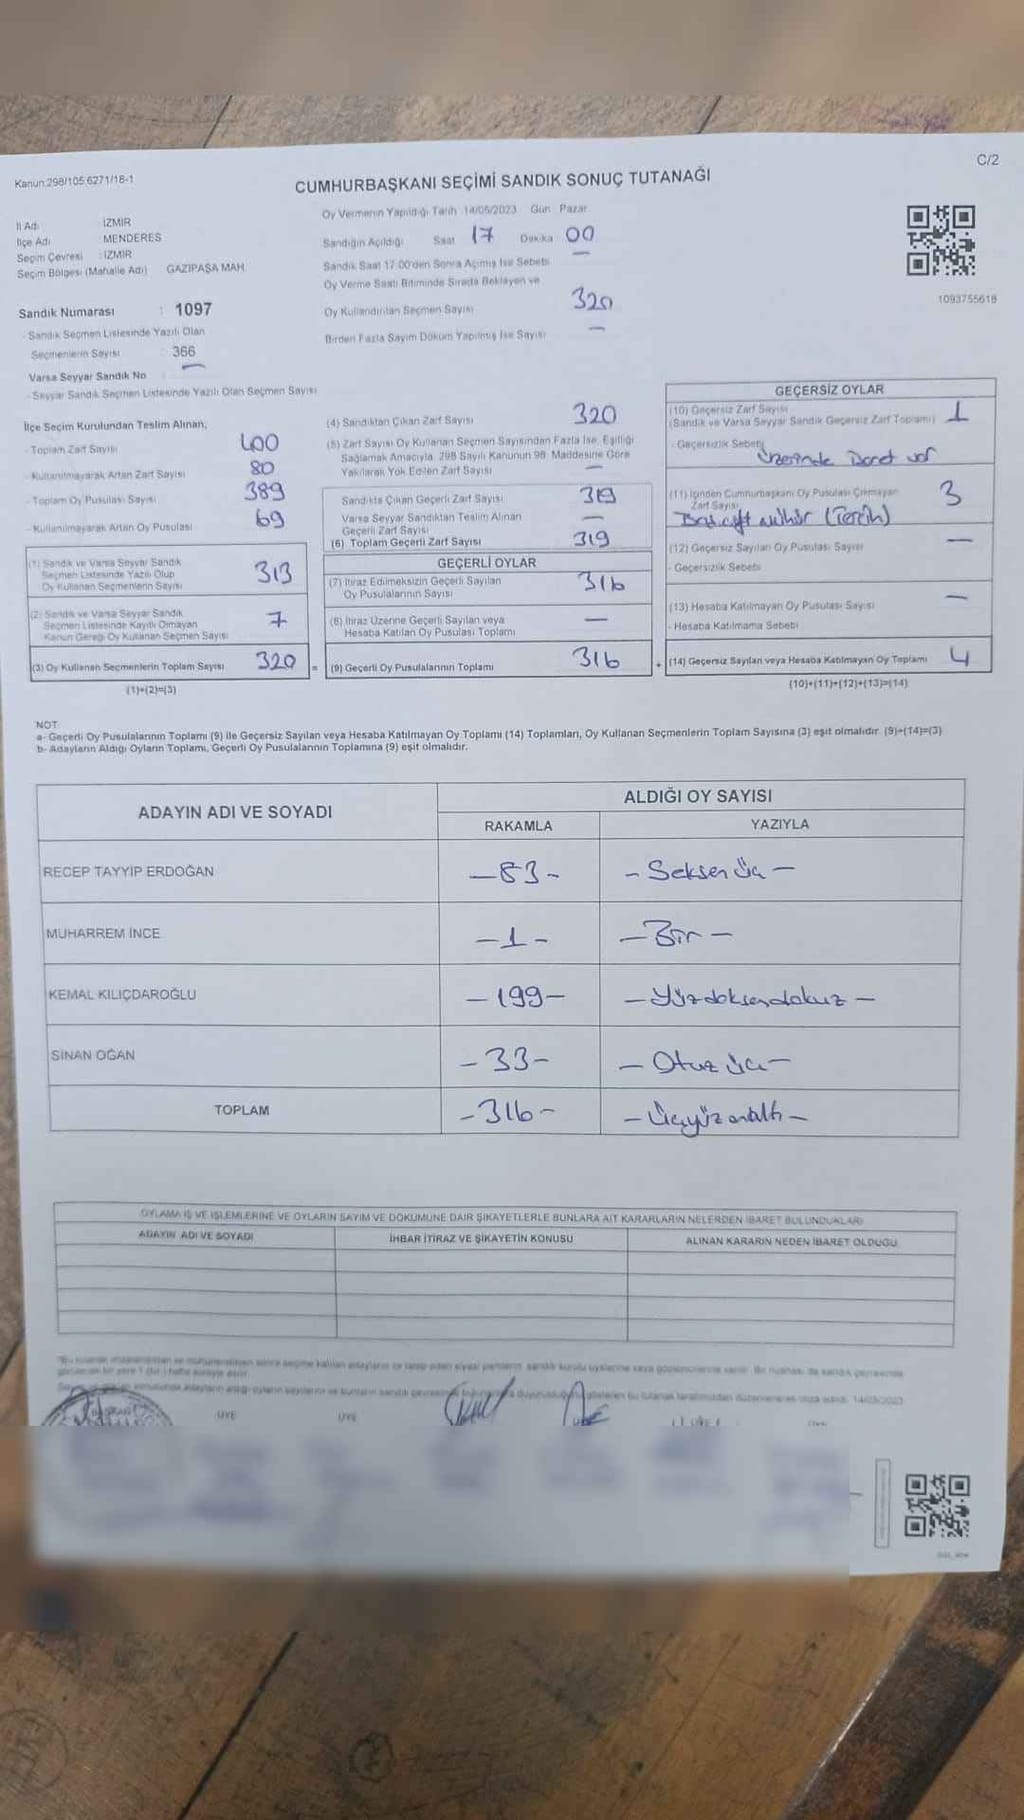 C/2
Kanun:298/105 6271/18-1
CUMHURBAŞKANI SEÇİMİ SANDIK SONUÇ TUTANAĞI
İl Adı : İZMİR
İlçe Adı : MENDERES
Seçim Çevresi : İZMİR
Seçim Bölgesi (Mahalle Adı) GAZİPAŞA MAH.
Sandık Numarası : 1097
- Sandık Seçmen Listesinde Yazılı Olan
Seçmenlerin Sayısı 366
Varsa Seyyar Sandık No —
- Seyyar Sandık Seçmen Listesinde Yazılı Olan Seçmen Sayısı
Oy Vermenin Yapıldığı Tarih :14/05/2023 Gün : Pazar
Sandığın Açıldığı Saat 17 Dakika 00
Sandık Saat 17:00'den Sonra Açılmış İse Sebebi —
Oy Verme Saati Bitiminde Sırada Bekleyen ve
Oy Kullandırılan Seçmen Sayısı 320
Birden Fazla Sayım Döküm Yapılmış İse Sayısı —
1093755618
İlçe Seçim Kurulundan Teslim Alınan;
- Toplam Zarf Sayısı 400
- Kullanılmayarak Artan Zarf Sayısı 80
- Toplam Oy Pusulası Sayısı 389
- Kullanılmayarak Artan Oy Pusulası 69
(1) Sandık ve Varsa Seyyar Sandık
Seçmen Listesinde Yazılı Olup
Oy Kullanan Seçmenlerin Sayısı 313
(2) Sandık ve Varsa Seyyar Sandık
Seçmen Listesinde Kayıtlı Olmayan
Kanun Gereği Oy Kullanan Seçmen Sayısı 7
(3) Oy Kullanan Seçmenlerin Toplam Sayısı 320 =
(1)+(2)=(3)
(4) Sandıktan Çıkan Zarf Sayısı 320
(5) Zarf Sayısı Oy Kullanan Seçmen Sayısından Fazla İse, Eşitliği
Sağlamak Amacıyla, 298 Sayılı Kanunun 98. Maddesine Göre
Yakılarak Yok Edilen Zarf Sayısı —
Sandıkta Çıkan Geçerli Zarf Sayısı 319
Varsa Seyyar Sandıktan Teslim Alınan
Geçerli Zarf Sayısı —
(6) Toplam Geçerli Zarf Sayısı 319
GEÇERLİ OYLAR
(7) İtiraz Edilmeksizin Geçerli Sayılan
Oy Pusulalarının Sayısı 316
(8) İtiraz Üzerine Geçerli Sayılan veya
Hesaba Katılan Oy Pusulası Toplamı —
(9) Geçerli Oy Pusulalarının Toplamı 316 +
GEÇERSİZ OYLAR
(10) Geçersiz Zarf Sayısı
(Sandık ve Varsa Seyyar Sandık Geçersiz Zarf Toplamı) 1
- Geçersizlik Sebebi
Üzerinde var
(11) İçinden Cumhurbaşkanı Oy Pusulası Çıkmayan
Zarf Sayısı 3
çift mühür (Tercih)
(12) Geçersiz Sayılan Oy Pusulası Sayısı —
- Geçersizlik Sebebi
(13) Hesaba Katılmayan Oy Pusulası Sayısı —
- Hesaba Katılmama Sebebi
(14) Geçersiz Sayılan veya Hesaba Katılmayan Oy Toplamı 4
(10)+(11)+(12)+(13)=(14)
NOT:
a- Geçerli Oy Pusulalarının Toplamı (9) ile Geçersiz Sayılan veya Hesaba Katılmayan Oy Toplamı (14) Toplamları, Oy Kullanan Seçmenlerin Toplam Sayısına (3) eşit olmalıdır. (9)+(14)=(3)
b- Adayların Aldığı Oyların Toplamı, Geçerli Oy Pusulalarının Toplamına (9) eşit olmalıdır.
ADAYIN ADI VE SOYADI
ALDIĞI OY SAYISI
RAKAMLA YAZIYLA
RECEP TAYYİP ERDOĞAN —83- - Seksen üç —
MUHARREM İNCE —1- — Bir —
KEMAL KILIÇDAROĞLU —199— — Yüzdoksandokuz —
SİNAN OĞAN —33- — Otuz üç —
TOPLAM -316- — Üçyüzonaltı —
OYLAMA İŞ VE İŞLEMLERİNE VE OYLARIN SAYIM VE DÖKÜMÜNE DAİR ŞİKAYETLERLE BUNLARA AİT KARARLARIN NELERDEN İBARET BULUNDUKLARI
ADAYIN ADI VE SOYADI İHBAR İTİRAZ VE ŞİKAYETİN KONUSU ALINAN KARARIN NEDEN İBARET OLDUĞU
14/05/2023
BAŞKAN ÜYE ÜYE